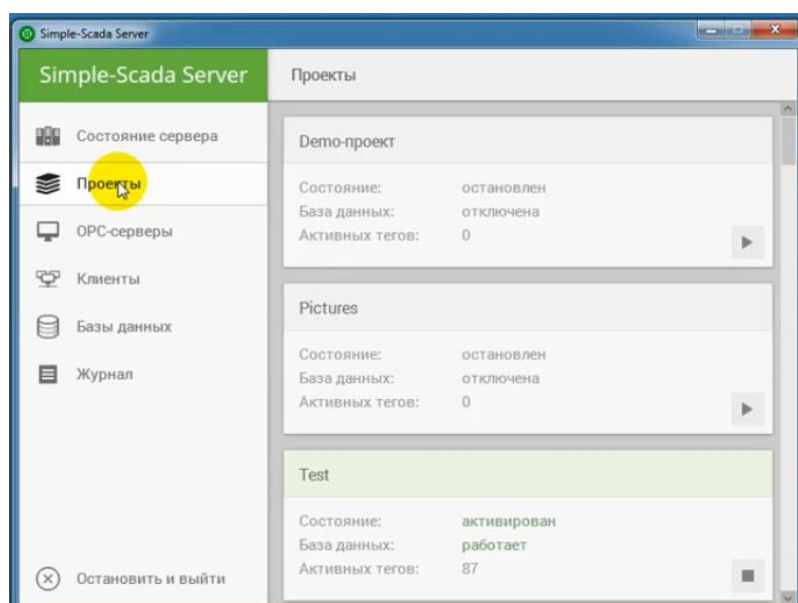 Simple-Scada Server
Simple-Scada Server
Проекты
Состояние сервера
Проекты
OPC-серверы
Клиенты
Базы данных
Журнал
Остановить и выйти
Demo-проект
Состояние: остановлен
База данных: отключена
Активных тегов: 0
Pictures
Состояние: остановлен
База данных: отключена
Активных тегов: 0
Test
Состояние: активирован
База данных: работает
Активных тегов: 87